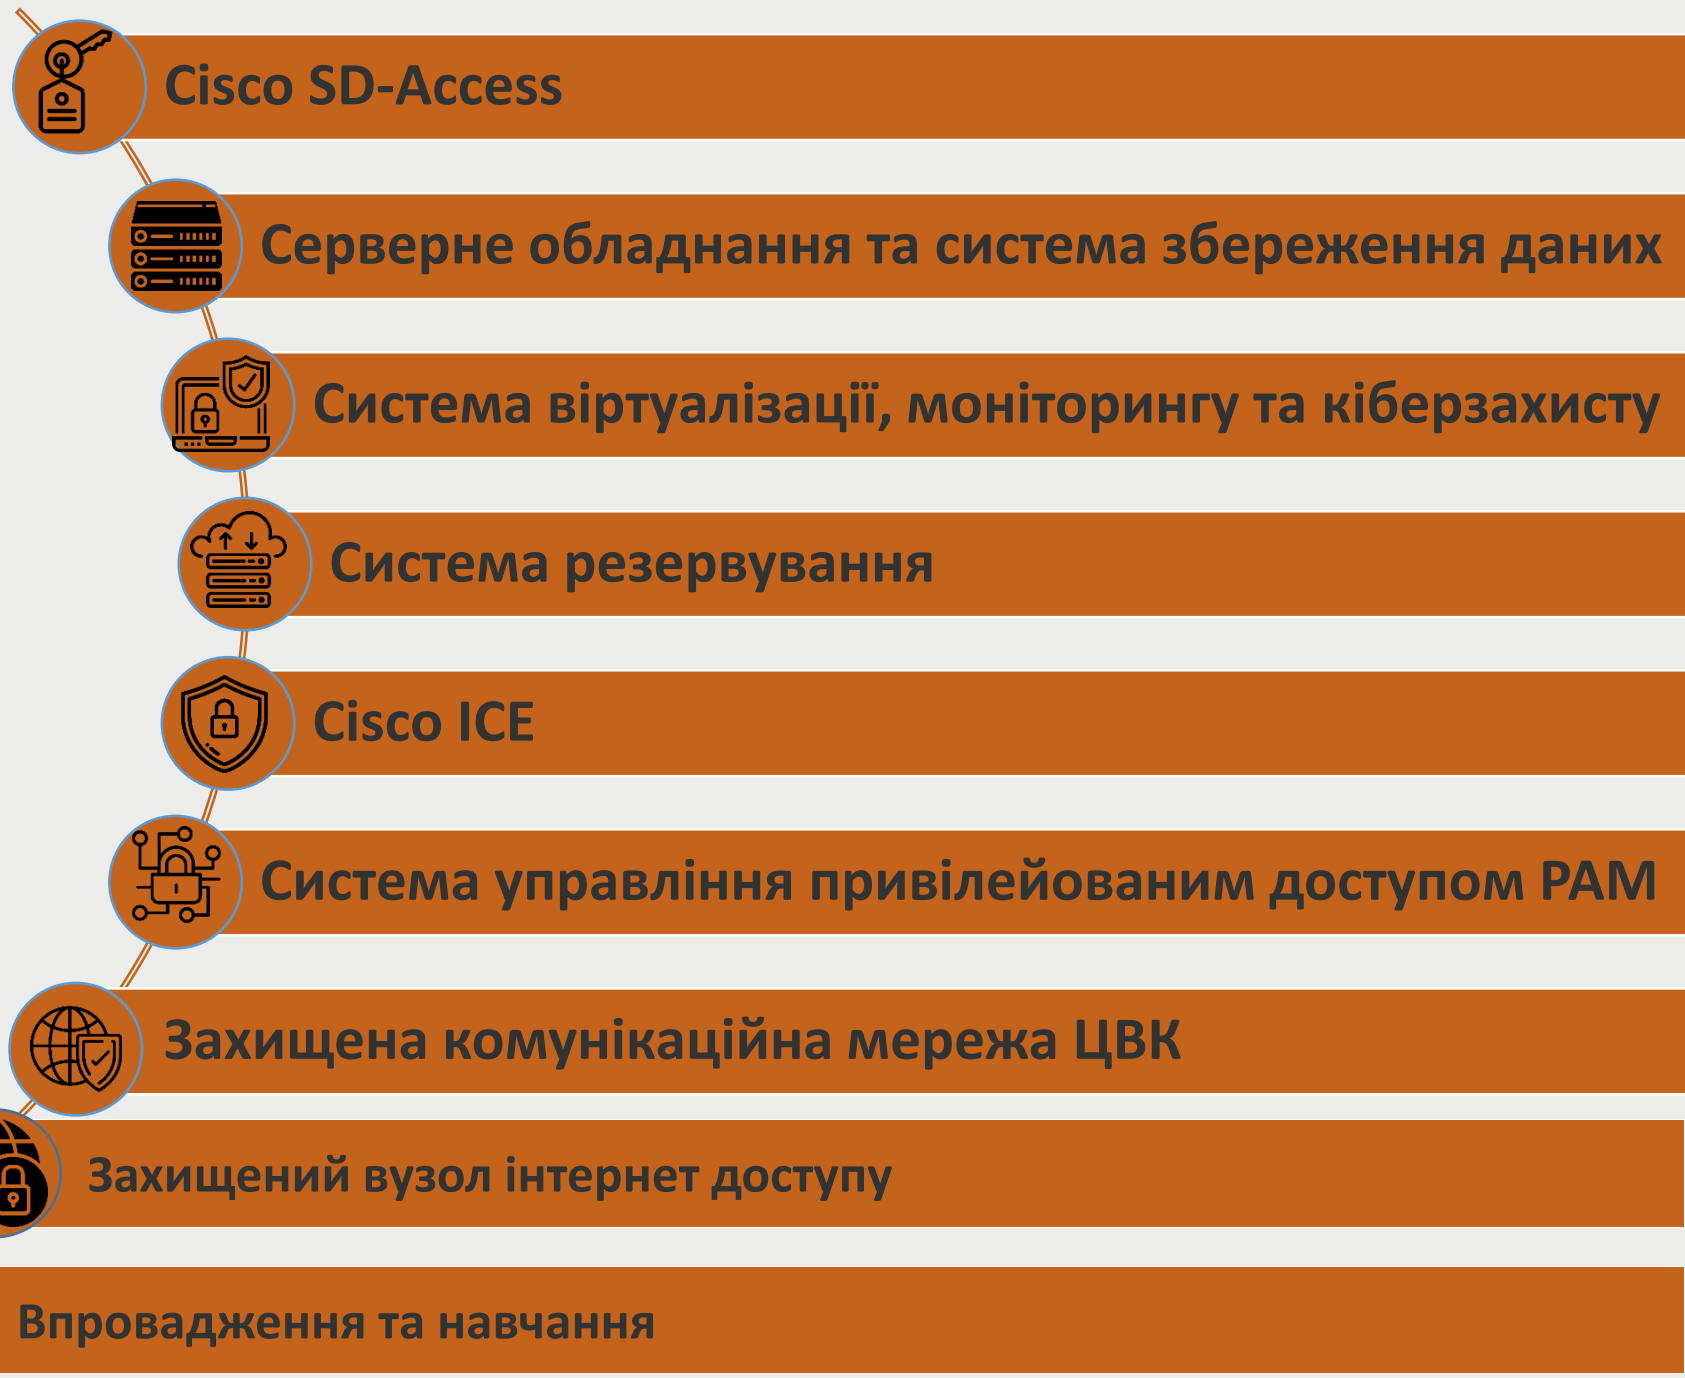 Cisco SD-Access
Серверне обладнання та система збереження даних
Система віртуалізації, моніторингу та кіберзахисту
Система резервування
Cisco ICE
Система управління привілейованим доступом PAM
Захищена комунікаційна мережа ЦВК
Захищений вузол інтернет доступу
Впровадження та навчання